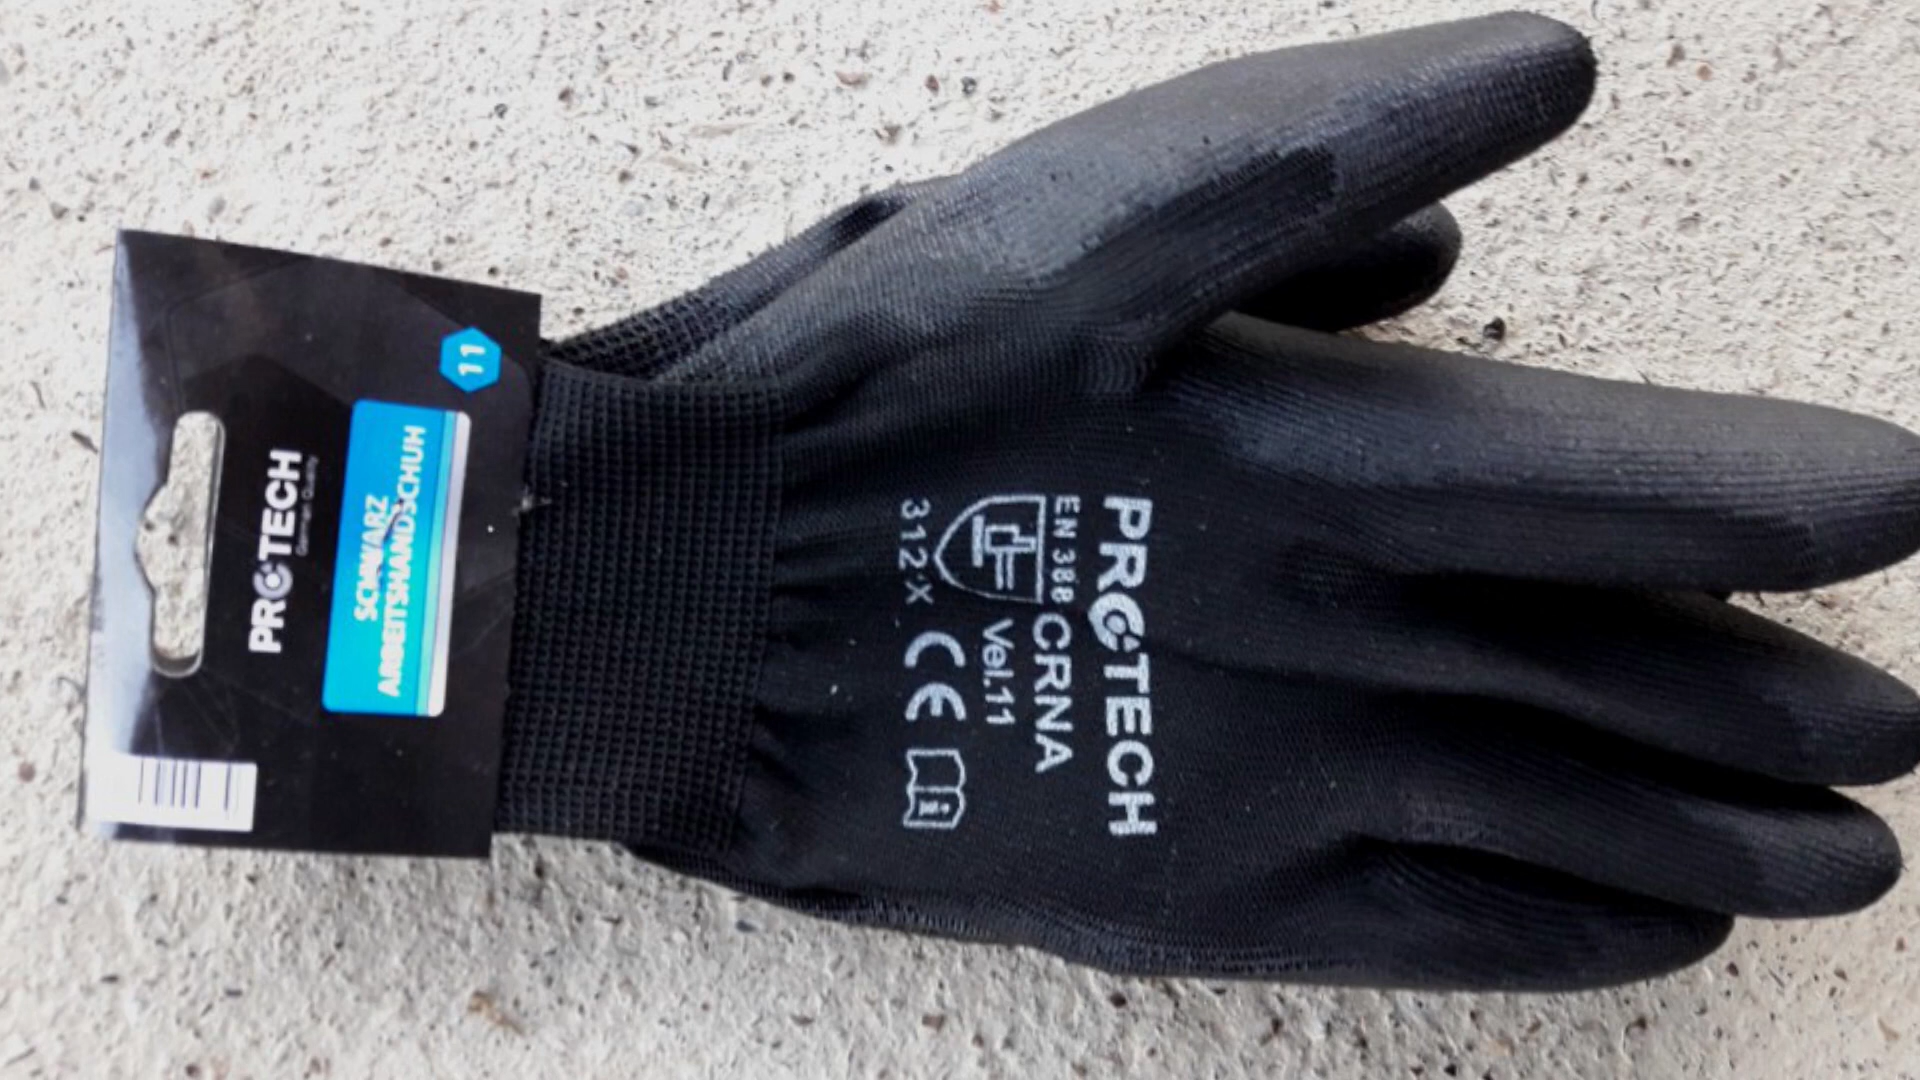 11
PROTECH
German Quality
SCHWARZ
ARBEITSHANDSCHUH
PROTECH
EN 388 CRNA
Vel.11
312X
CE
i